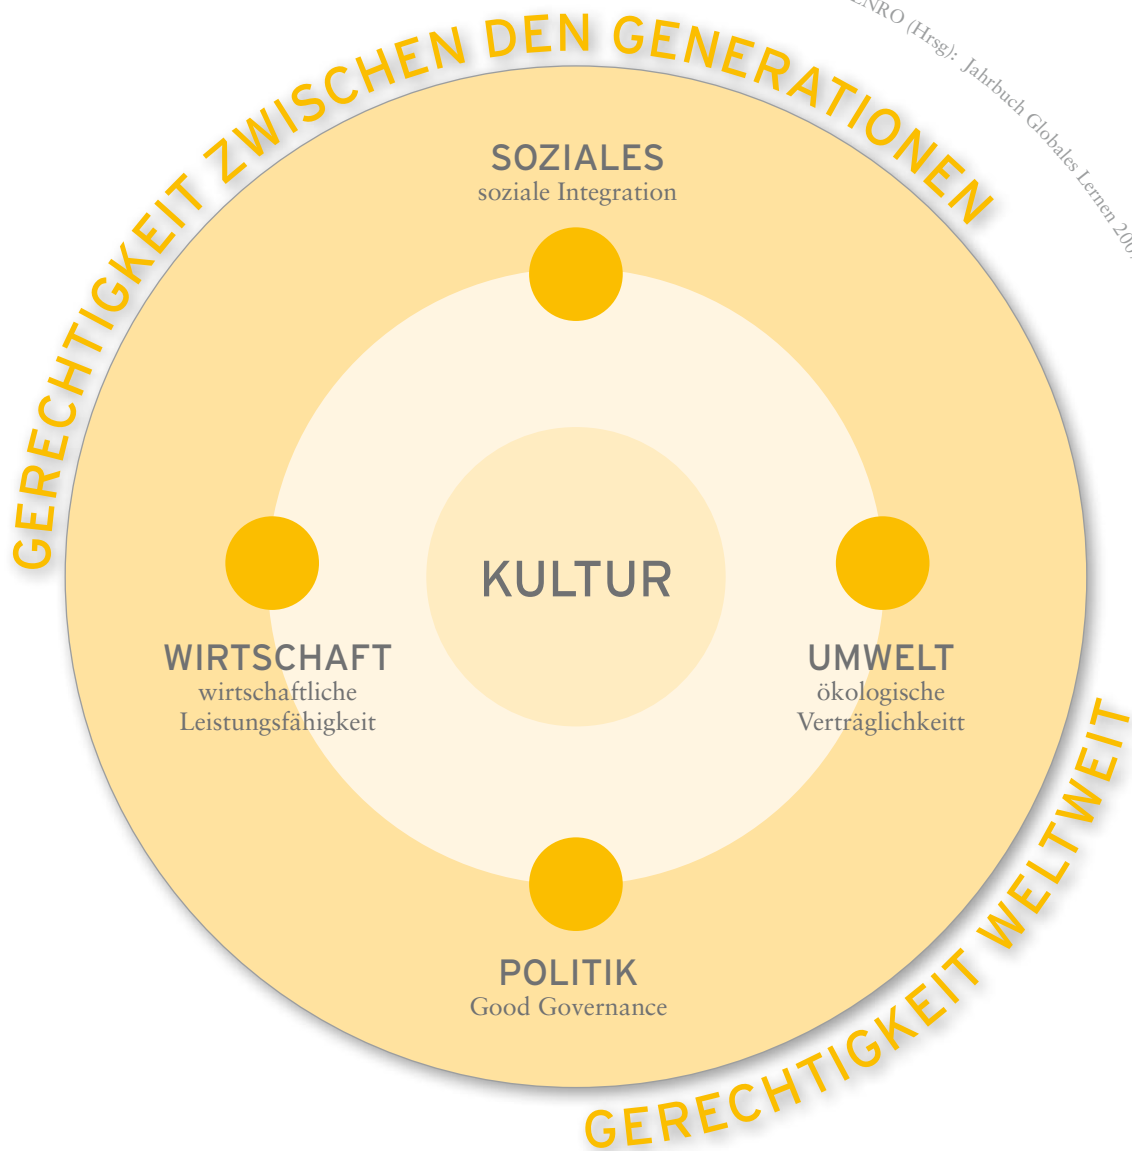 GERECHTIGKEIT ZWISCHEN DEN GENERATIONEN
(Hrsg): Jahrbuch Globales Lernen
SOZIALES
soziale Integration
KULTUR
WIRTSCHAFT
wirtschaftliche
Leistungsfähigkeit
UMWELT
ökologische
Verträglichkeitt
POLITIK
Good Governance
GERECHTIGKEIT WELTWEIT